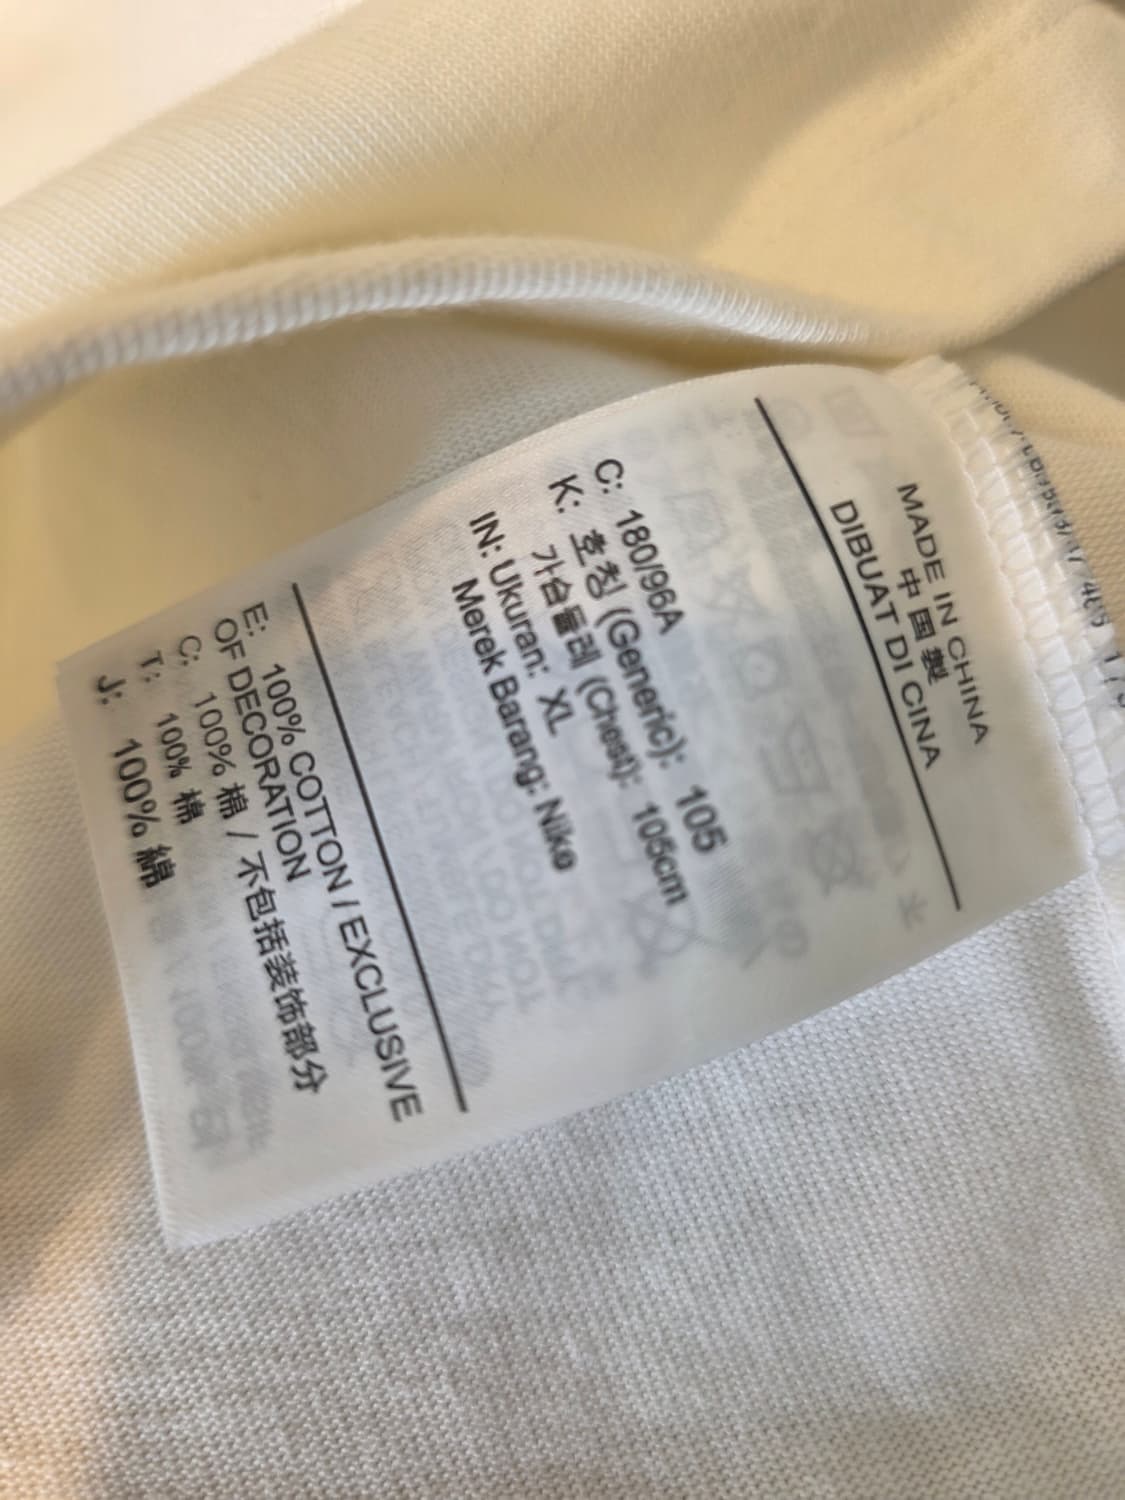 MADE IN CHINA
中国製
DIBUAT DI CINA
C: 180/96A
K: 호칭 (Generic): 105
가슴둘레 (Chest): 105cm
IN: Ukuran: XL
Merek Barang: Nike
E: 100% COTTON / EXCLUSIVE
OF DECORATION
C: 100% 棉 / 不包括装饰部分
T: 100% 棉
J: 100% 綿